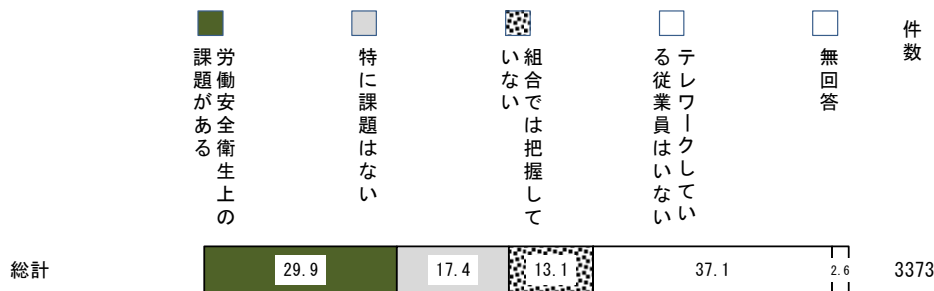 労働安全衛生上の
課題がある
特に課題はない
組合では把握して
いない
テレワークしてい
る従業員はいない
無回答
件数
総計
29.9
17.4
13.1
37.1
2.6
3373